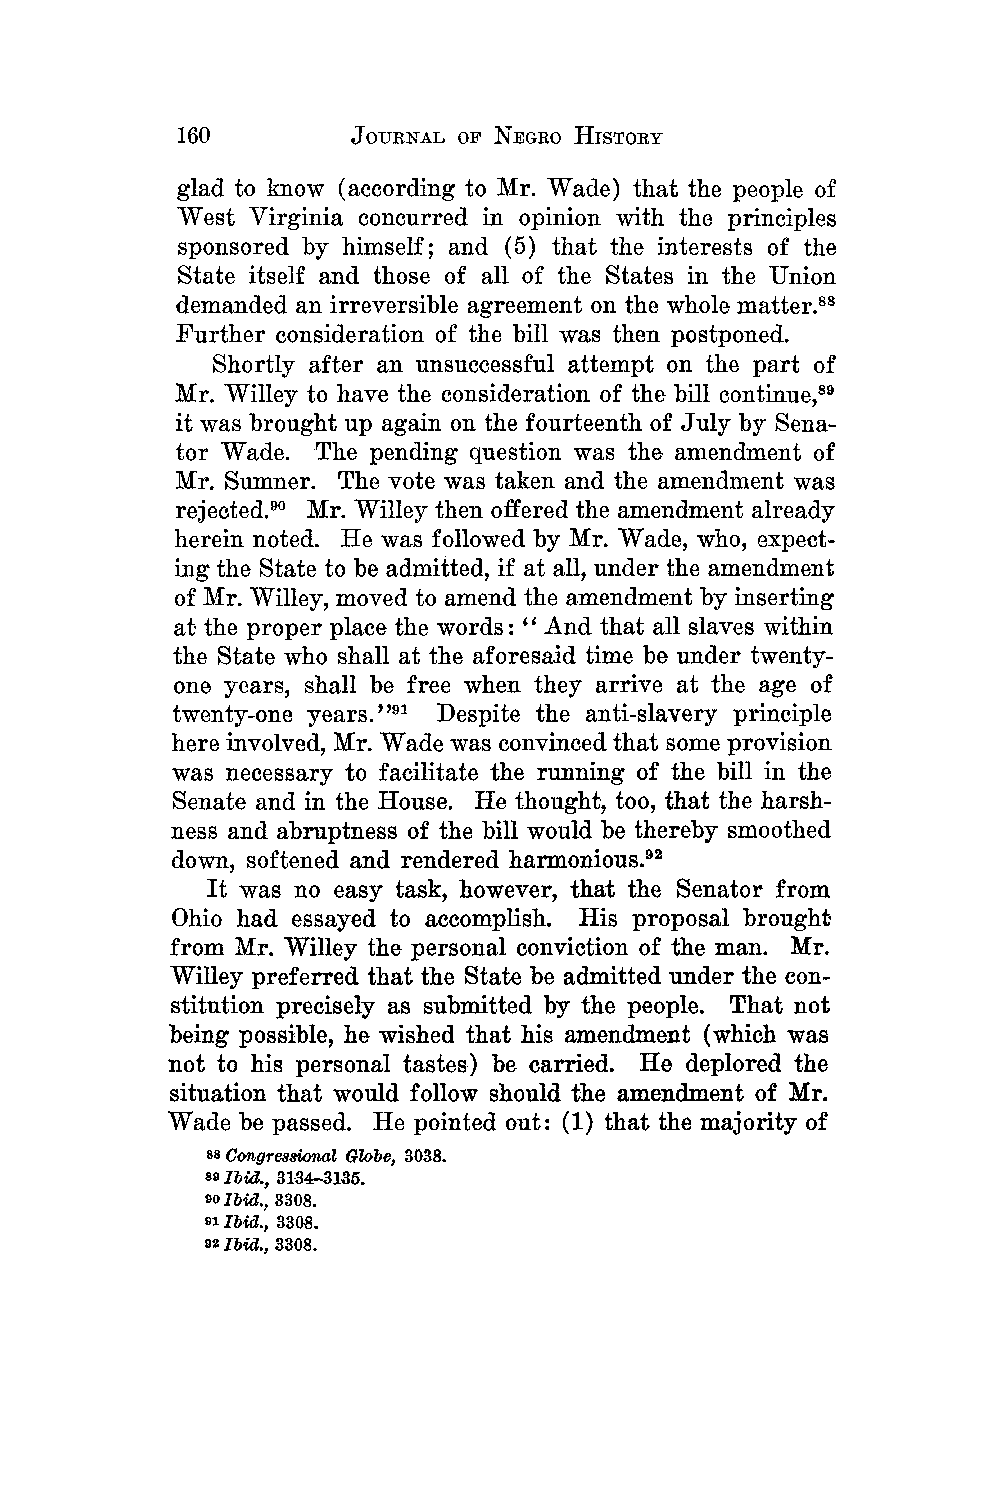 160 JOURNAL OF NEGRO HISTORY
glad to know (according to Mr. Wade) that the people of
West Virginia concurred in opinion with the principles
sponsored by himself; and (5) that the interests of the
State itself and those of all of the States in the Union
demanded an irreversible agreement on the whole matter.⁸⁸
Further consideration of the bill was then postponed.
Shortly after an unsuccessful attempt on the part of
Mr. Willey to have the consideration of the bill continue,⁸⁹
it was brought up again on the fourteenth of July by Sena-
tor Wade. The pending question was the amendment of
Mr. Sumner. The vote was taken and the amendment was
rejected.⁹⁰ Mr. Willey then offered the amendment already
herein noted. He was followed by Mr. Wade, who, expect-
ing the State to be admitted, if at all, under the amendment
of Mr. Willey, moved to amend the amendment by inserting
at the proper place the words: “ And that all slaves within
the State who shall at the aforesaid time be under twenty-
one years, shall be free when they arrive at the age of
twenty-one years.”⁹¹ Despite the anti-slavery principle
here involved, Mr. Wade was convinced that some provision
was necessary to facilitate the running of the bill in the
Senate and in the House. He thought, too, that the harsh-
ness and abruptness of the bill would be thereby smoothed
down, softened and rendered harmonious.⁹²
It was no easy task, however, that the Senator from
Ohio had essayed to accomplish. His proposal brought
from Mr. Willey the personal conviction of the man. Mr.
Willey preferred that the State be admitted under the con-
stitution precisely as submitted by the people. That not
being possible, he wished that his amendment (which was
not to his personal tastes) be carried. He deplored the
situation that would follow should the amendment of Mr.
Wade be passed. He pointed out: (1) that the majority of
⁸⁸ Congressional Globe, 3038.
⁸⁹ Ibid., 3134–3135.
⁹⁰ Ibid., 3308.
⁹¹ Ibid., 3308.
⁹² Ibid., 3308.